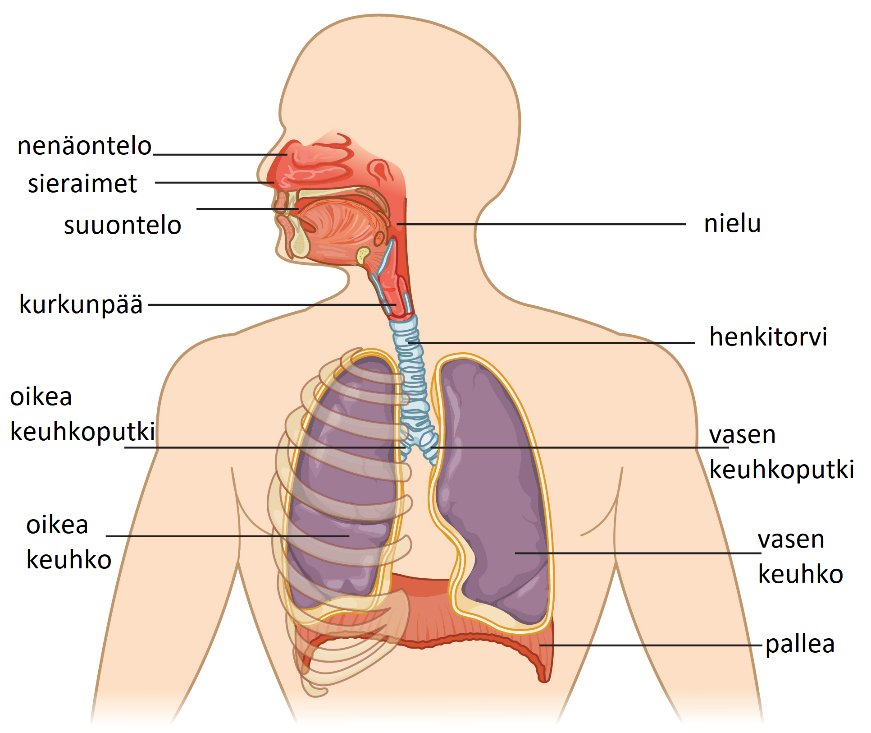 nenäontelo
sieraimet
suuontelo
nielu
kurkunpää
henkitorvi
oikea
keuhkoputki
vasen
keuhkoputki
oikea
keuhko
vasen
keuhko
pallea